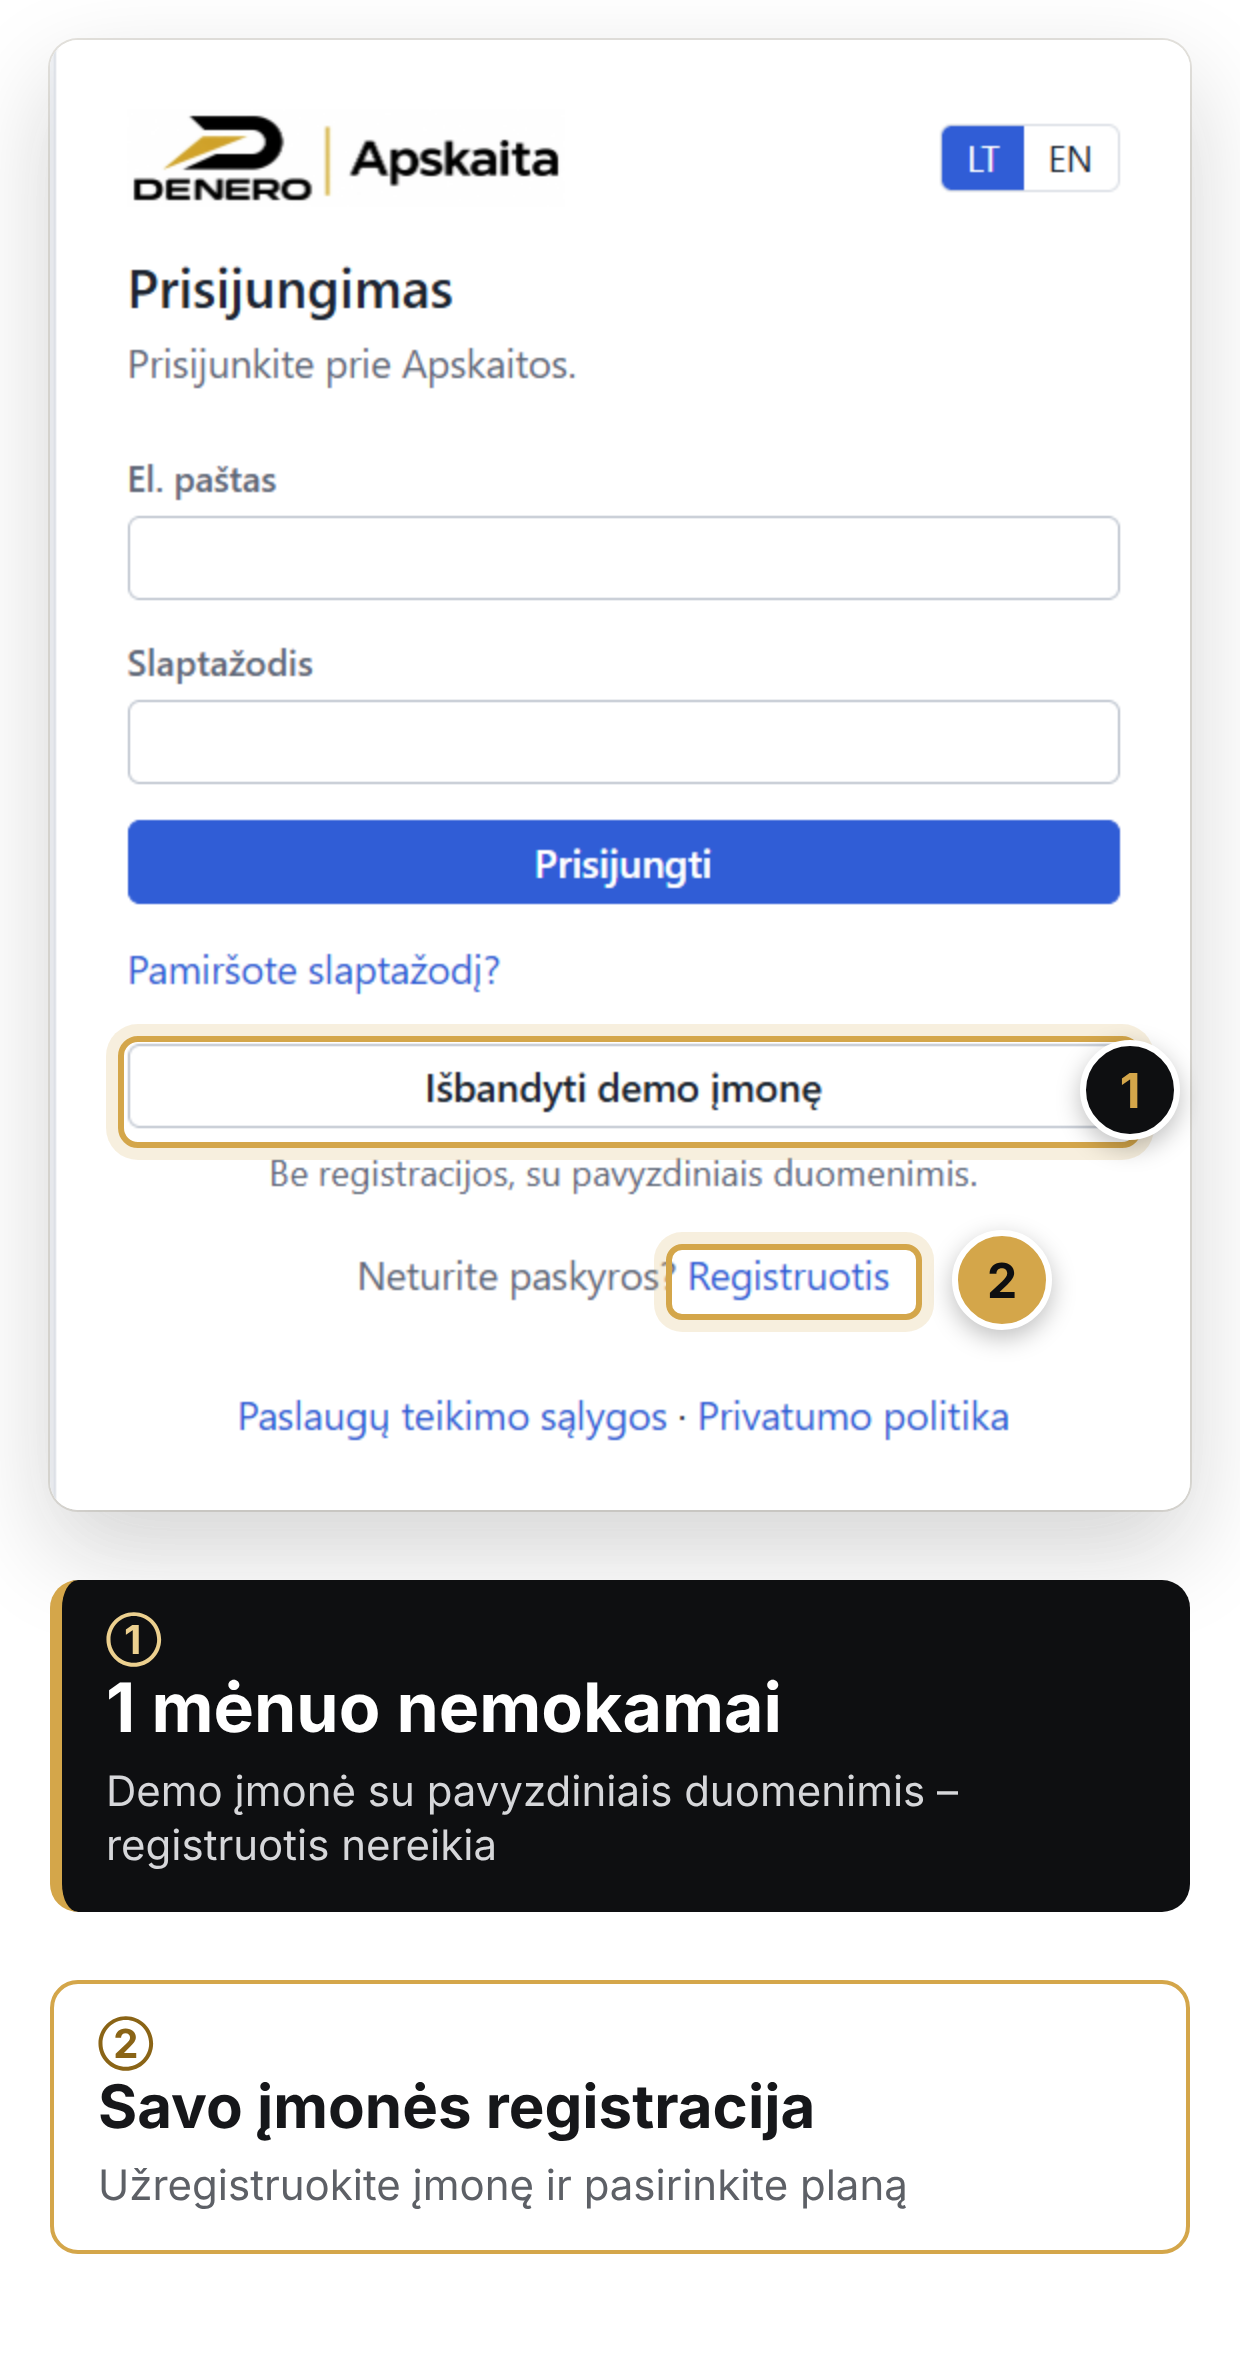 DENERO
Apskaita
LT EN
Prisijungimas
Prisijunkite prie Apskaitos.
El. paštas
Slaptažodis
Prisijungti
Pamiršote slaptažodį?
Išbandyti demo įmonę
1
Be registracijos, su pavyzdiniais duomenimis.
Neturite paskyros? Registruotis
2
Paslaugų teikimo sąlygos · Privatumo politika
①
1 mėnuo nemokamai
Demo įmonė su pavyzdiniais duomenimis –
registruotis nereikia
②
Savo įmonės registracija
Užregistruokite įmonę ir pasirinkite planą